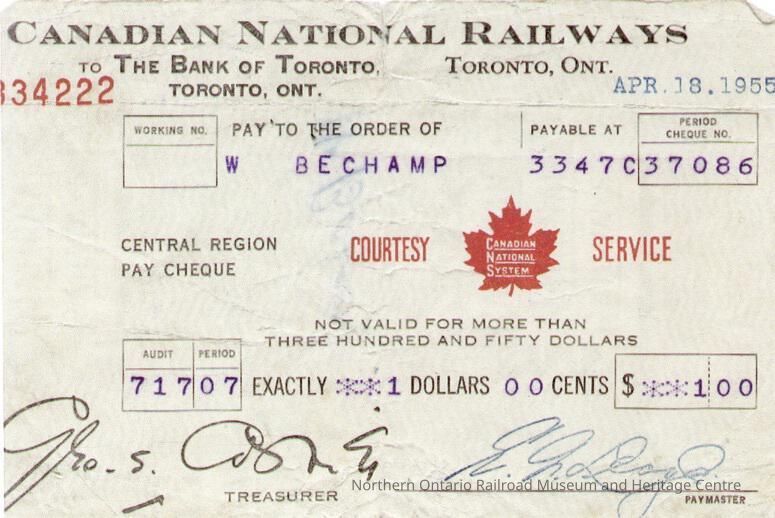 CANADIAN NATIONAL RAILWAYS
TO THE BANK OF TORONTO, TORONTO, ONT.
334222 TORONTO, ONT. APR.18.1955
WORKING NO. PAY TO THE ORDER OF PAYABLE AT PERIOD CHEQUE NO.
W BECHAMP 3347C 37086
CENTRAL REGION COURTESY CANADIAN NATIONAL SYSTEM SERVICE
PAY CHEQUE
NOT VALID FOR MORE THAN
THREE HUNDRED AND FIFTY DOLLARS
AUDIT PERIOD
717 07 EXACTLY **1 DOLLARS 00 CENTS $**1 00
Geo. S.
Northern Ontario Railroad Museum and Heritage Centre
TREASURER PAYMASTER